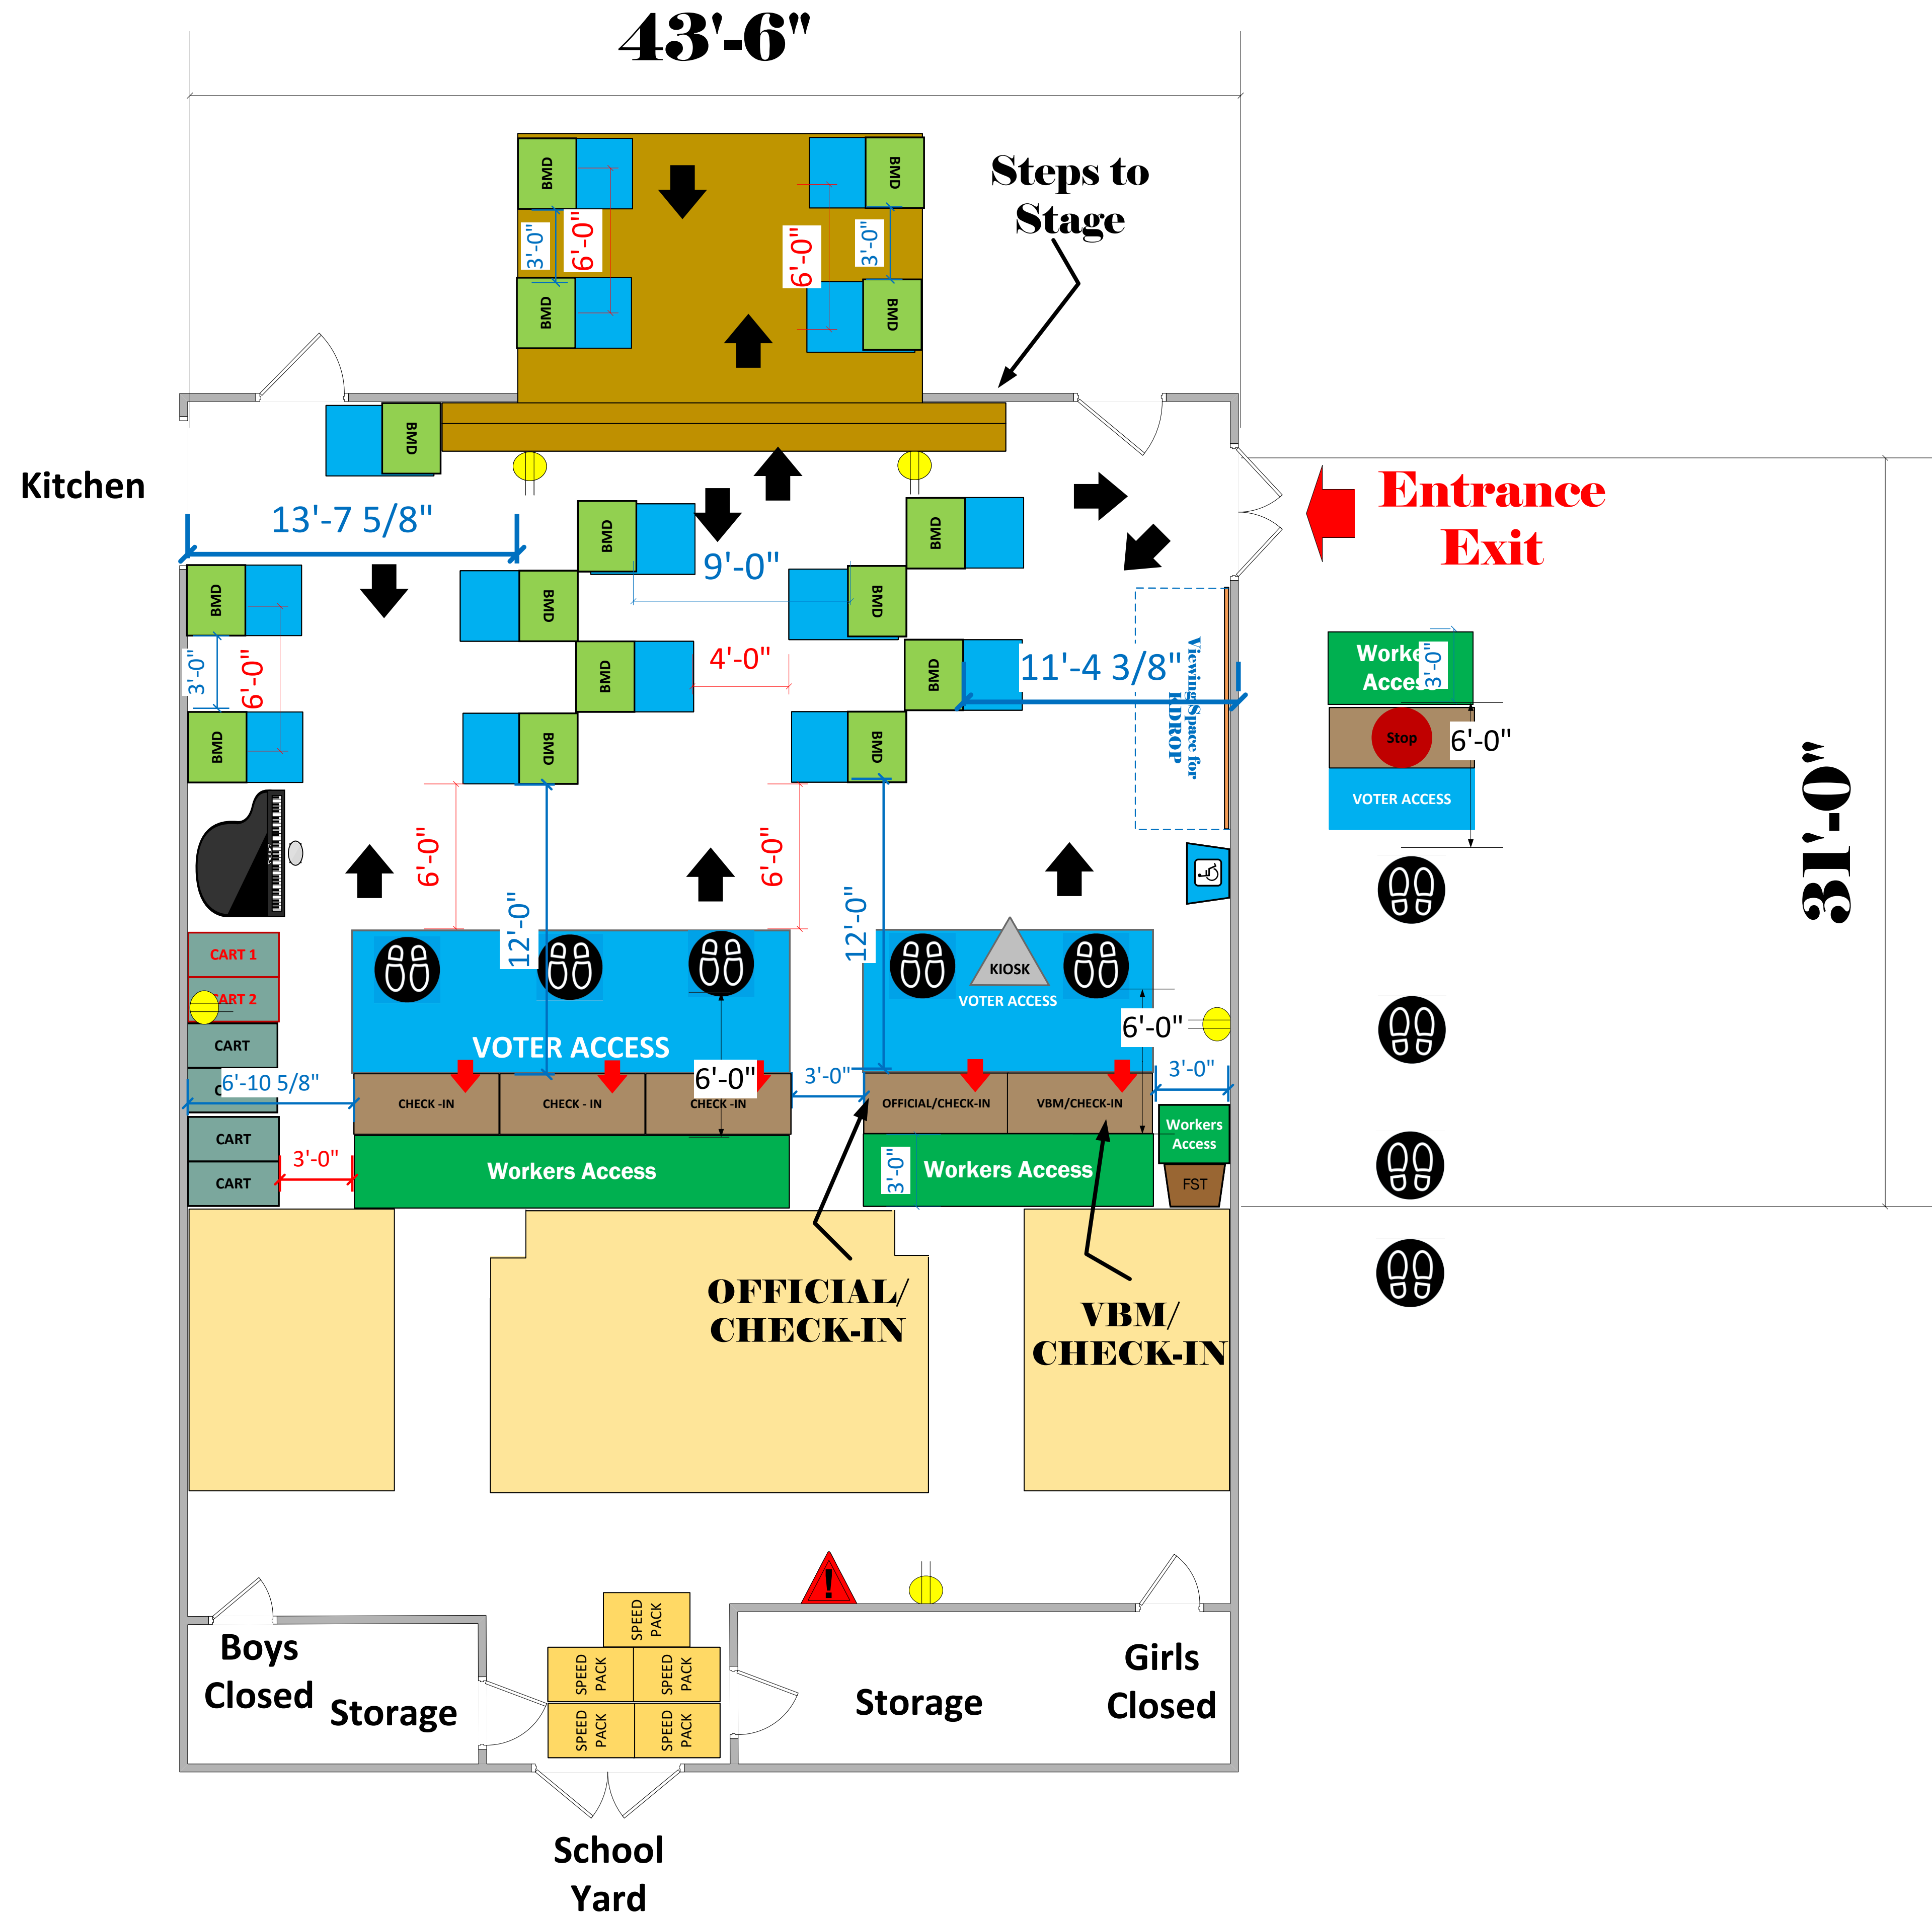 43'-6"
BMD
BMD
Steps to
Stage
3'-0"
6'-0"
6'-0"
3'-0"
BMD
BMD
BMD
Kitchen
Entrance
Exit
13'-7 5/8"
BMD
BMD
9'-0"
BMD
BMD
BMD
3'-0"
6'-0"
BMD
4'-0"
BMD
11'-4 3/8"
Viewing Space for
KDROP
Workers
Access
3'-0"
BMD
BMD
BMD
Stop
6'-0"
VOTER ACCESS
31'-0"
6'-0"
12'-0"
6'-0"
12'-0"
CART 1
CART 2
CART
KIOSK
VOTER ACCESS
VOTER ACCESS
6'-0"
6'-10 5/8"
6'-0"
3'-0"
3'-0"
CHECK -IN
CHECK - IN
CHECK -IN
OFFICIAL/CHECK-IN
VBM/CHECK-IN
CART
CART
3'-0"
Workers Access
3'-0"
Workers Access
Workers
Access
FST
OFFICIAL/
CHECK-IN
VBM/
CHECK-IN
!
SPEED
PACK
SPEED
PACK
SPEED
PACK
SPEED
PACK
SPEED
PACK
Boys
Closed
Storage
Storage
Girls
Closed
School
Yard